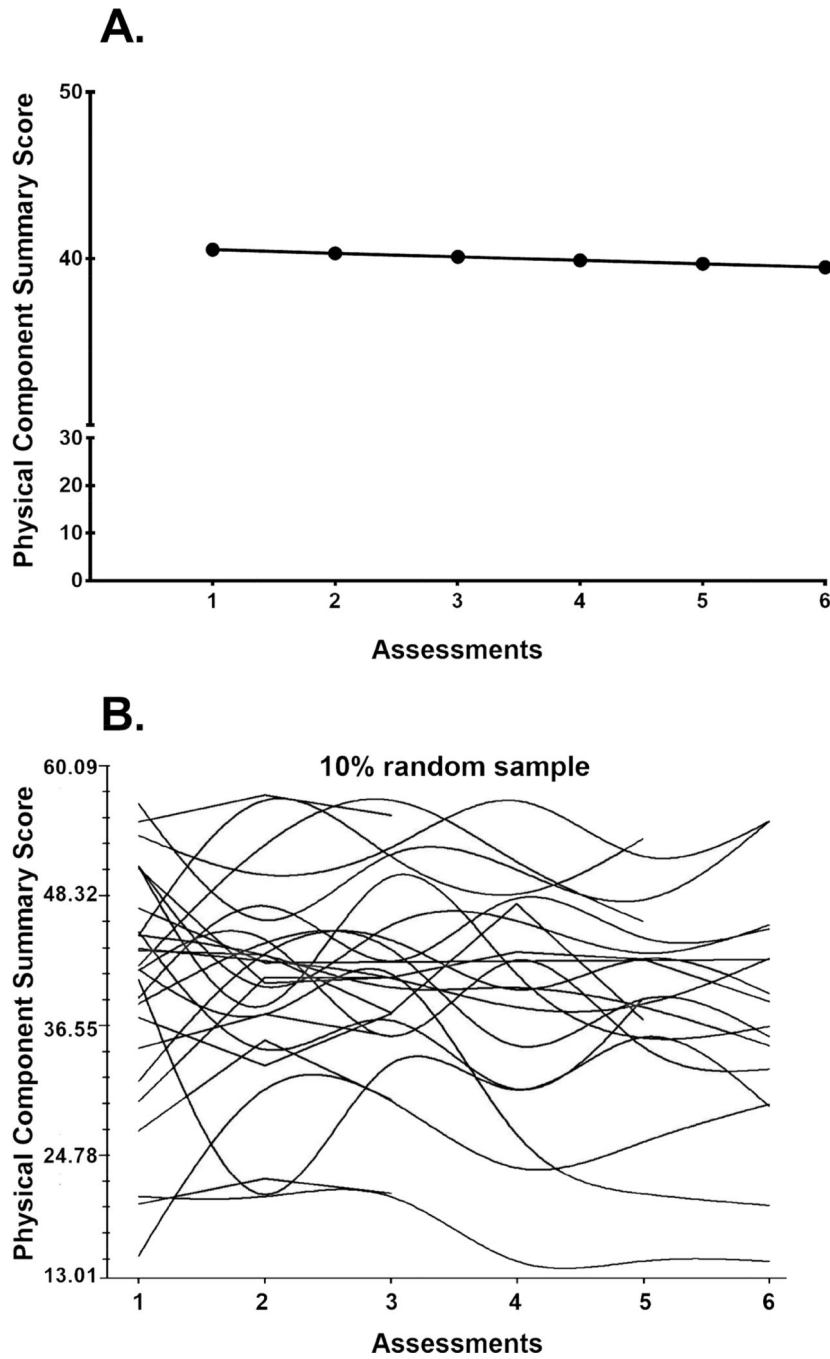 A.
Physical Component Summary Score
50
40
30
20
10
0
1 2 3 4 5 6
Assessments
B.
10% random sample
Physical Component Summary Score
60.09
48.32
36.55
24.78
13.01
1 2 3 4 5 6
Assessments